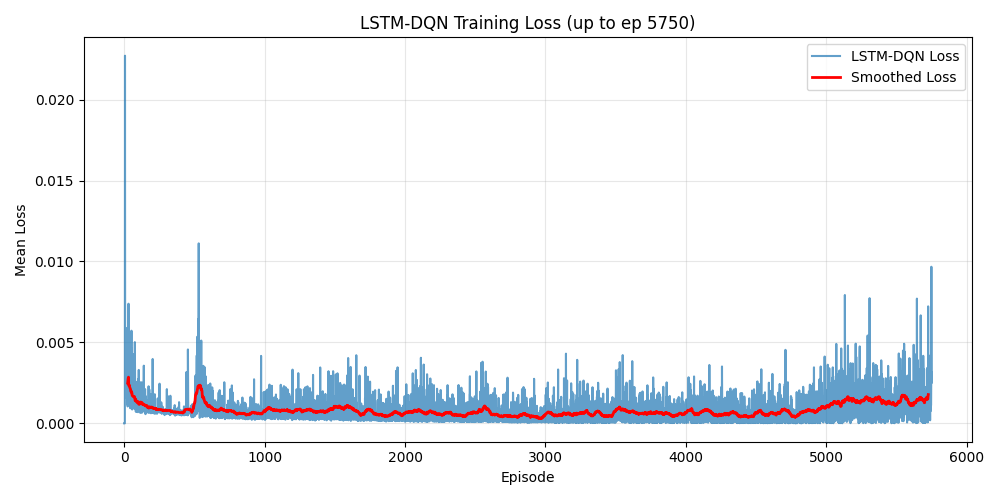 LSTM-DQN Training Loss (up to ep 5750)
LSTM-DQN Loss
Smoothed Loss
Mean Loss
0.020
0.015
0.010
0.005
0.000
0
1000
2000
3000
4000
5000
6000
Episode